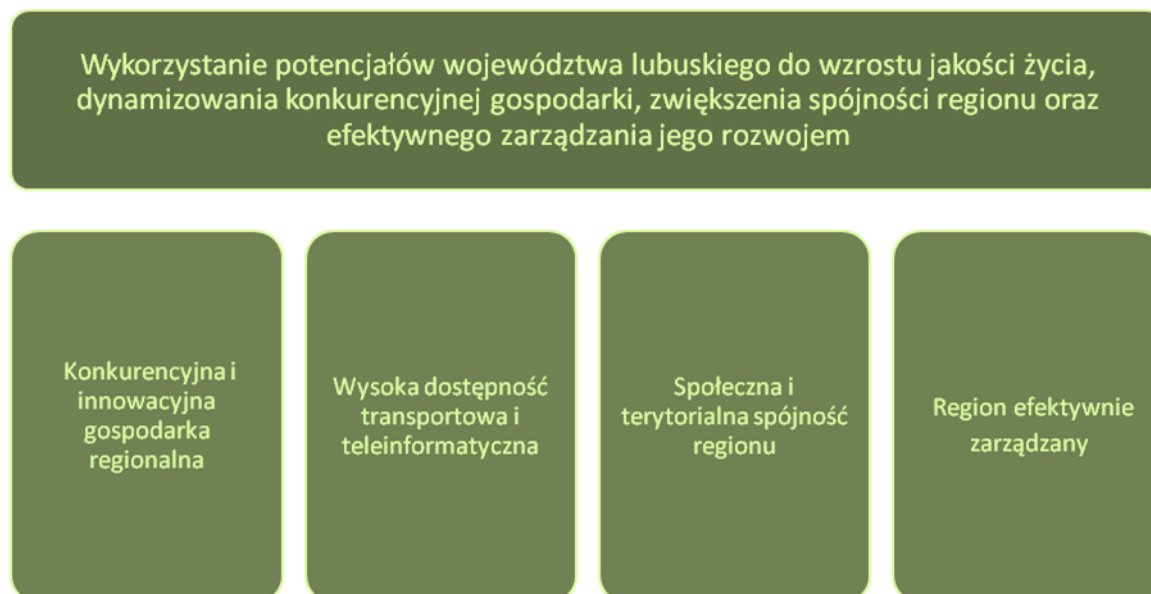 Wykorzystanie potencjałów województwa lubuskiego do wzrostu jakości życia,
dynamizowania konkurencyjnej gospodarki, zwiększenia spójności regionu oraz
efektywnego zarządzania jego rozwojem
Konkurencyjna i
innowacyjna
gospodarka
regionalna
Wysoka dostępność
transportowa i
teleinformatyczna
Społeczna i
terytorialna spójność
regionu
Region efektywnie
zarządzany